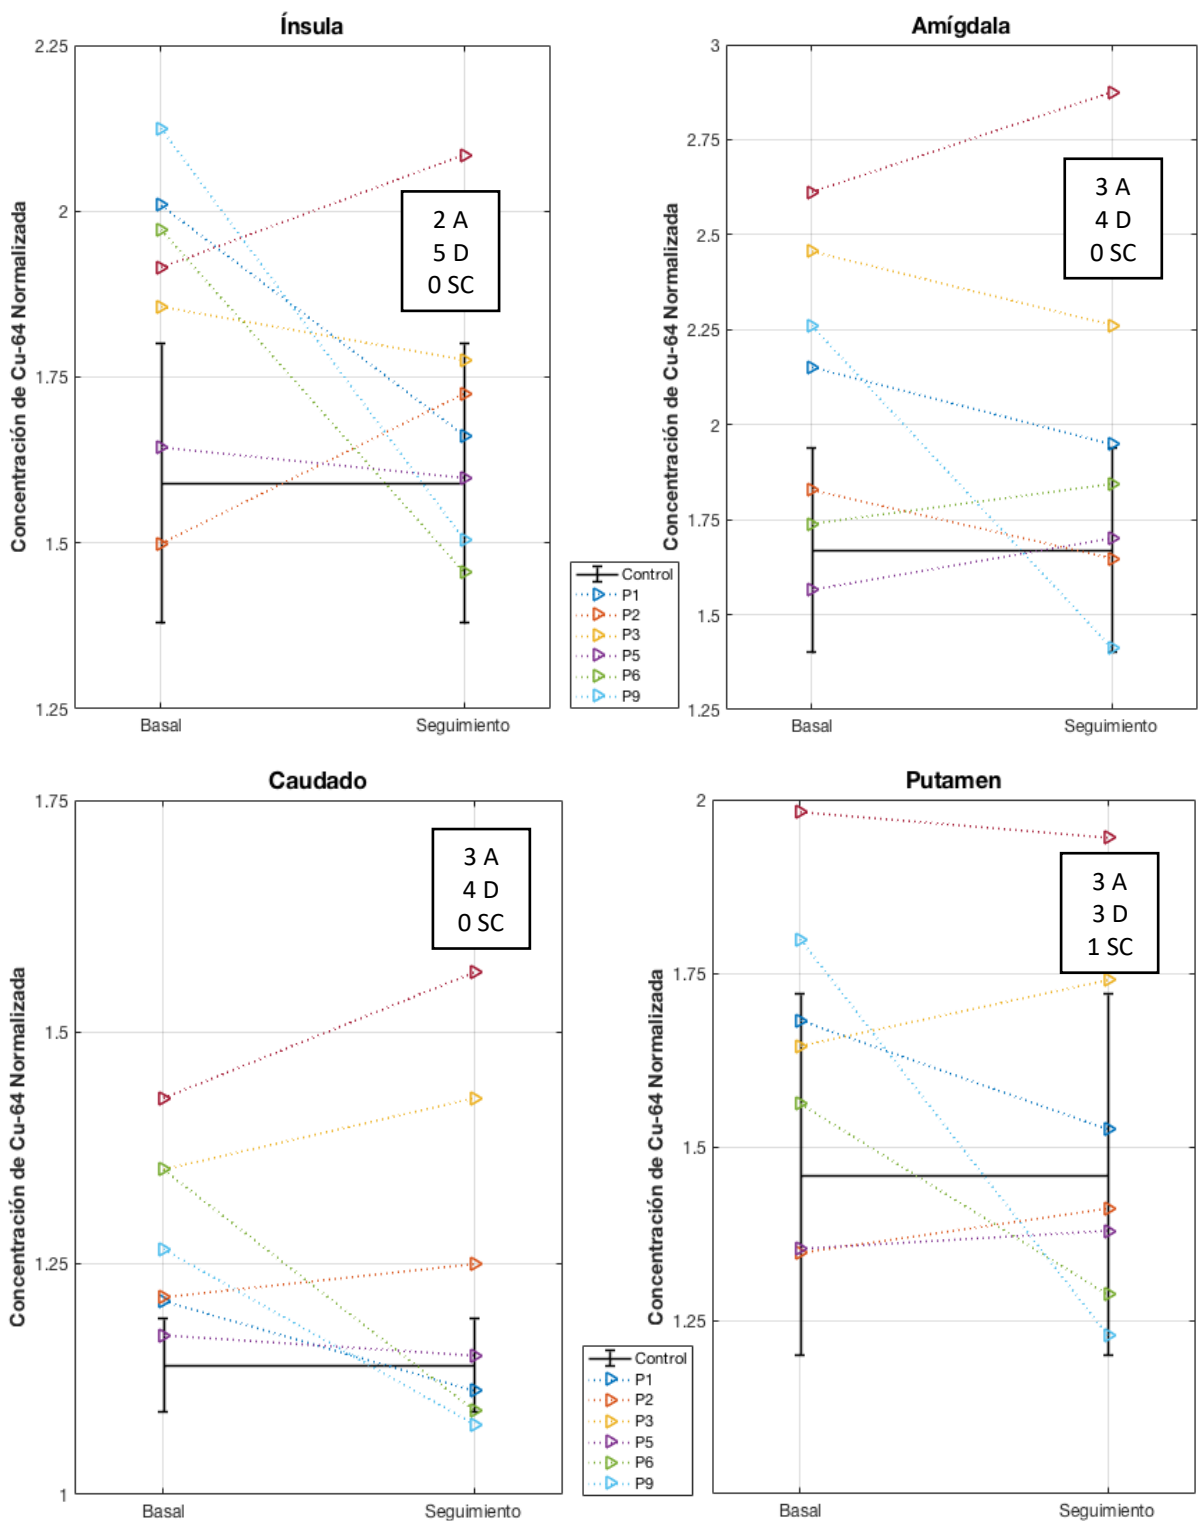 Ínsula
Concentración de Cu-64 Normalizada
2.25
2
1.75
1.5
1.25
2 A
5 D
0 SC
Basal
Seguimiento
Control
P1
P2
P3
P5
P6
P9
Amígdala
Concentración de Cu-64 Normalizada
3
2.75
2.5
2.25
2
1.75
1.5
1.25
3 A
4 D
0 SC
Basal
Seguimiento
Caudado
Concentración de Cu-64 Normalizada
1.75
1.5
1.25
1
3 A
4 D
0 SC
Basal
Seguimiento
Control
P1
P2
P3
P5
P6
P9
Putamen
Concentración de Cu-64 Normalizada
2
1.75
1.5
1.25
3 A
3 D
1 SC
Basal
Seguimiento